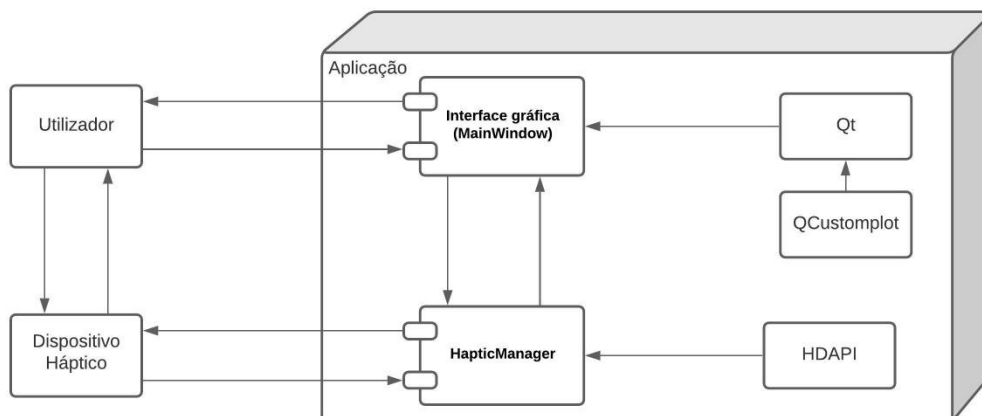 Aplicação
Utilizador
Interface gráfica
(MainWindow)
Qt
QCustomplot
Dispositivo
Háptico
HapticManager
HDAPI